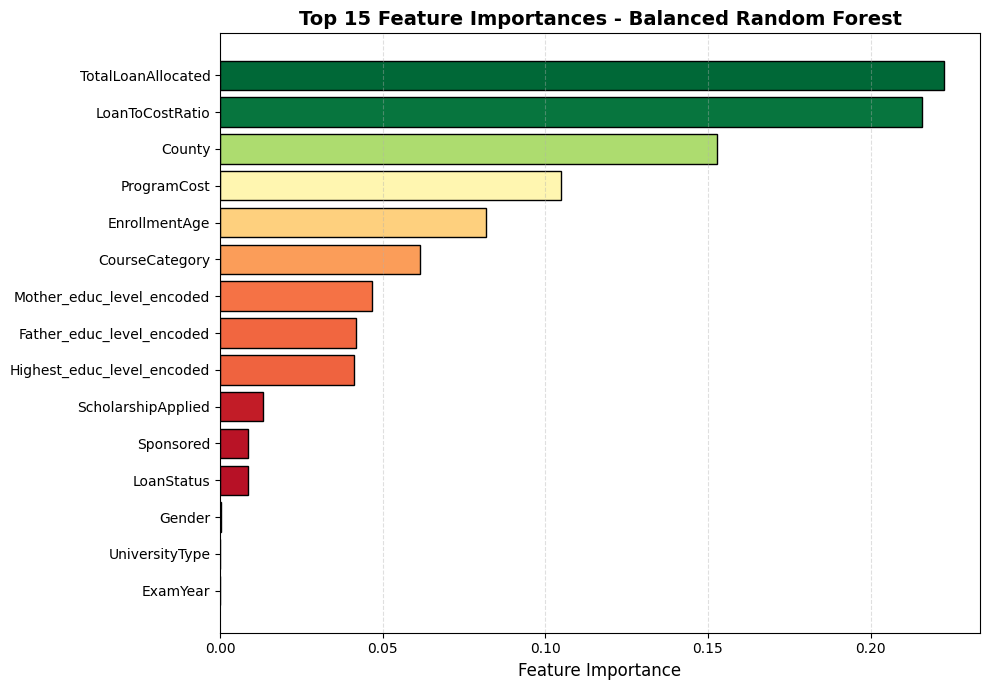 Top 15 Feature Importances - Balanced Random Forest
TotalLoanAllocated
LoanToCostRatio
County
ProgramCost
EnrollmentAge
CourseCategory
Mother_educ_level_encoded
Father_educ_level_encoded
Highest_educ_level_encoded
ScholarshipApplied
Sponsored
LoanStatus
Gender
UniversityType
ExamYear
0.00 0.05 0.10 0.15 0.20
Feature Importance